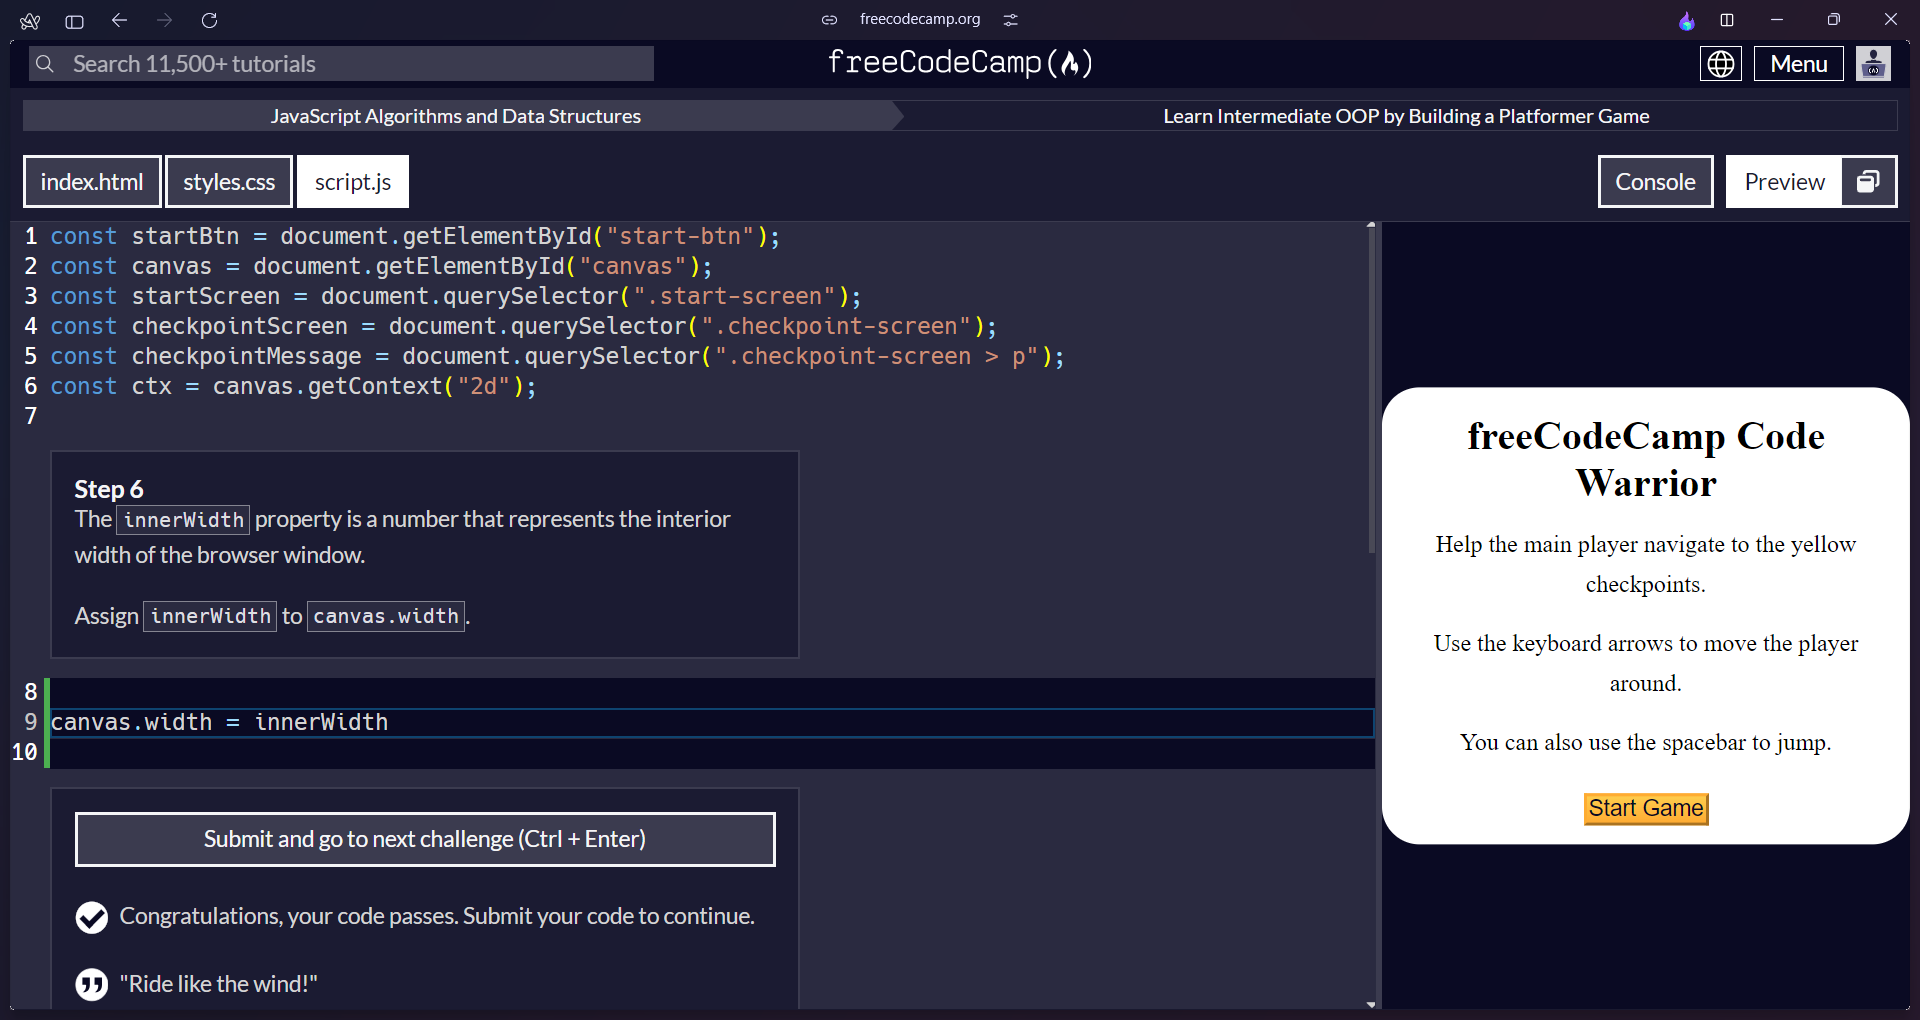 freecodecamp.org
Search 11,500+ tutorials
freeCodeCamp
Menu
JavaScript Algorithms and Data Structures
Learn Intermediate OOP by Building a Platformer Game
index.html
styles.css
script.js
Console
Preview
1 const startBtn = document.getElementById("start-btn");
2 const canvas = document.getElementById("canvas");
3 const startScreen = document.querySelector(".start-screen");
4 const checkpointScreen = document.querySelector(".checkpoint-screen");
5 const checkpointMessage = document.querySelector(".checkpoint-screen > p");
6 const ctx = canvas.getContext("2d");
7
Step 6
The innerWidth property is a number that represents the interior
width of the browser window.
Assign innerWidth to canvas.width.
8
9 canvas.width = innerWidth
10
Submit and go to next challenge (Ctrl + Enter)
Congratulations, your code passes. Submit your code to continue.
"Ride like the wind!"
freeCodeCamp Code
Warrior
Help the main player navigate to the yellow
checkpoints.
Use the keyboard arrows to move the player
around.
You can also use the spacebar to jump.
Start Game